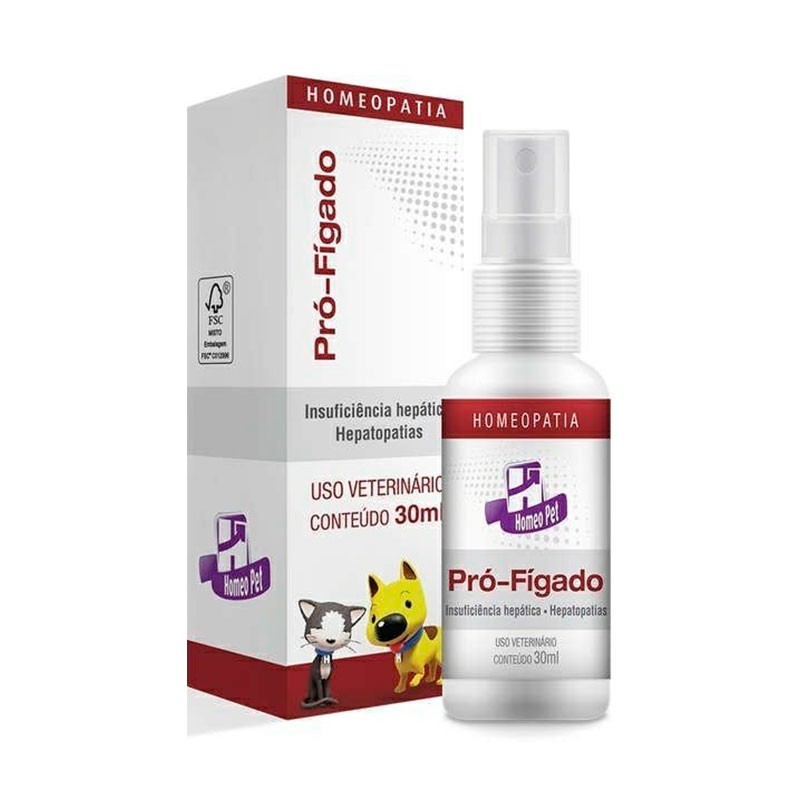 HOMEOPATIA
Pró-Fígado
FSC
MISTO
Embalagem
Insuficiência hepátic
Hepatopatias
USO VETERINÁRIO
CONTEÚDO 30ml
Homeo Pet
HOMEOPATIA
Homeo Pet
Pró-Fígado
Insuficiência hepática • Hepatopatias
USO VETERINÁRIO
CONTEÚDO 30ml